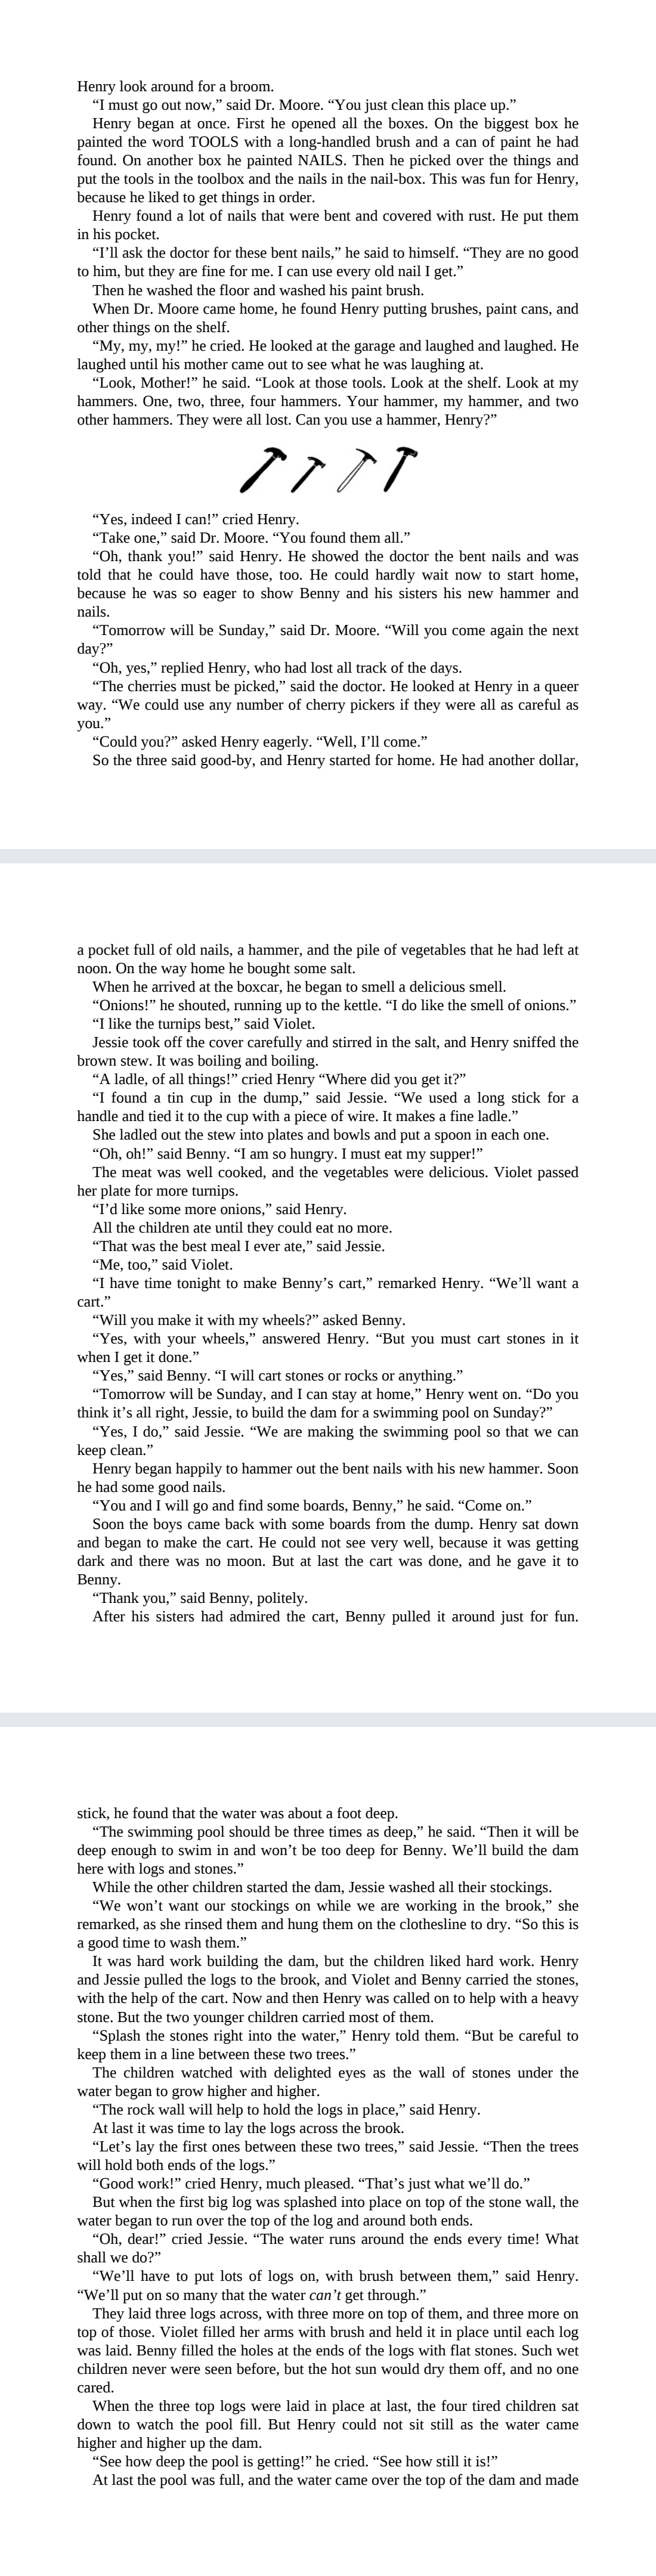 Henry look around for a broom.
“I must go out now,” said Dr. Moore. “You just clean this place up.”
Henry began at once. First he opened all the boxes. On the biggest box he
painted the word TOOLS with a long-handled brush and a can of paint he had
found. On another box he painted NAILS. Then he picked over the things and
put the tools in the toolbox and the nails in the nail-box. This was fun for Henry,
because he liked to get things in order.
Henry found a lot of nails that were bent and covered with rust. He put them
in his pocket.
“I’ll ask the doctor for these bent nails,” he said to himself. “They are no good
to him, but they are fine for me. I can use every old nail I get.”
Then he washed the floor and washed his paint brush.
When Dr. Moore came home, he found Henry putting brushes, paint cans, and
other things on the shelf.
“My, my, my!” he cried. He looked at the garage and laughed and laughed. He
laughed until his mother came out to see what he was laughing at.
“Look, Mother!” he said. “Look at those tools. Look at the shelf. Look at my
hammers. One, two, three, four hammers. Your hammer, my hammer, and two
other hammers. They were all lost. Can you use a hammer, Henry?”
“Yes, indeed I can!” cried Henry.
“Take one,” said Dr. Moore. “You found them all.”
“Oh, thank you!” said Henry. He showed the doctor the bent nails and was
told that he could have those, too. He could hardly wait now to start home,
because he was so eager to show Benny and his sisters his new hammer and
nails.
“Tomorrow will be Sunday,” said Dr. Moore. “Will you come again the next
day?”
“Oh, yes,” replied Henry, who had lost all track of the days.
“The cherries must be picked,” said the doctor. He looked at Henry in a queer
way. “We could use any number of cherry pickers if they were all as careful as
you.”
“Could you?” asked Henry eagerly. “Well, I’ll come.”
So the three said good-by, and Henry started for home. He had another dollar,
a pocket full of old nails, a hammer, and the pile of vegetables that he had left at
noon. On the way home he bought some salt.
When he arrived at the boxcar, he began to smell a delicious smell.
“Onions!” he shouted, running up to the kettle. “I do like the smell of onions.”
“I like the turnips best,” said Violet.
Jessie took off the cover carefully and stirred in the salt, and Henry sniffed the
brown stew. It was boiling and boiling.
“A ladle, of all things!” cried Henry “Where did you get it?”
“I found a tin cup in the dump,” said Jessie. “We used a long stick for a
handle and tied it to the cup with a piece of wire. It makes a fine ladle.”
She ladled out the stew into plates and bowls and put a spoon in each one.
“Oh, oh!” said Benny. “I am so hungry. I must eat my supper!”
The meat was well cooked, and the vegetables were delicious. Violet passed
her plate for more turnips.
“I’d like some more onions,” said Henry.
All the children ate until they could eat no more.
“That was the best meal I ever ate,” said Jessie.
“Me, too,” said Violet.
“I have time tonight to make Benny’s cart,” remarked Henry. “We’ll want a
cart.”
“Will you make it with my wheels?” asked Benny.
“Yes, with your wheels,” answered Henry. “But you must cart stones in it
when I get it done.”
“Yes,” said Benny. “I will cart stones or rocks or anything.”
“Tomorrow will be Sunday, and I can stay at home,” Henry went on. “Do you
think it’s all right, Jessie, to build the dam for a swimming pool on Sunday?”
“Yes, I do,” said Jessie. “We are making the swimming pool so that we can
keep clean.”
Henry began happily to hammer out the bent nails with his new hammer. Soon
he had some good nails.
“You and I will go and find some boards, Benny,” he said. “Come on.”
Soon the boys came back with some boards from the dump. Henry sat down
and began to make the cart. He could not see very well, because it was getting
dark and there was no moon. But at last the cart was done, and he gave it to
Benny.
“Thank you,” said Benny, politely.
After his sisters had admired the cart, Benny pulled it around just for fun.
stick, he found that the water was about a foot deep.
“The swimming pool should be three times as deep,” he said. “Then it will be
deep enough to swim in and won’t be too deep for Benny. We’ll build the dam
here with logs and stones.”
While the other children started the dam, Jessie washed all their stockings.
“We won’t want our stockings on while we are working in the brook,” she
remarked, as she rinsed them and hung them on the clothesline to dry. “So this is
a good time to wash them.”
It was hard work building the dam, but the children liked hard work. Henry
and Jessie pulled the logs to the brook, and Violet and Benny carried the stones,
with the help of the cart. Now and then Henry was called on to help with a heavy
stone. But the two younger children carried most of them.
“Splash the stones right into the water,” Henry told them. “But be careful to
keep them in a line between these two trees.”
The children watched with delighted eyes as the wall of stones under the
water began to grow higher and higher.
“The rock wall will help to hold the logs in place,” said Henry.
At last it was time to lay the logs across the brook.
“Let’s lay the first ones between these two trees,” said Jessie. “Then the trees
will hold both ends of the logs.”
“Good work!” cried Henry, much pleased. “That’s just what we’ll do.”
But when the first big log was splashed into place on top of the stone wall, the
water began to run over the top of the log and around both ends.
“Oh, dear!” cried Jessie. “The water runs around the ends every time! What
shall we do?”
“We’ll have to put lots of logs on, with brush between them,” said Henry.
“We’ll put on so many that the water can’t get through.”
They laid three logs across, with three more on top of them, and three more on
top of those. Violet filled her arms with brush and held it in place until each log
was laid. Benny filled the holes at the ends of the logs with flat stones. Such wet
children never were seen before, but the hot sun would dry them off, and no one
cared.
When the three top logs were laid in place at last, the four tired children sat
down to watch the pool fill. But Henry could not sit still as the water came
higher and higher up the dam.
“See how deep the pool is getting!” he cried. “See how still it is!”
At last the pool was full, and the water came over the top of the dam and made